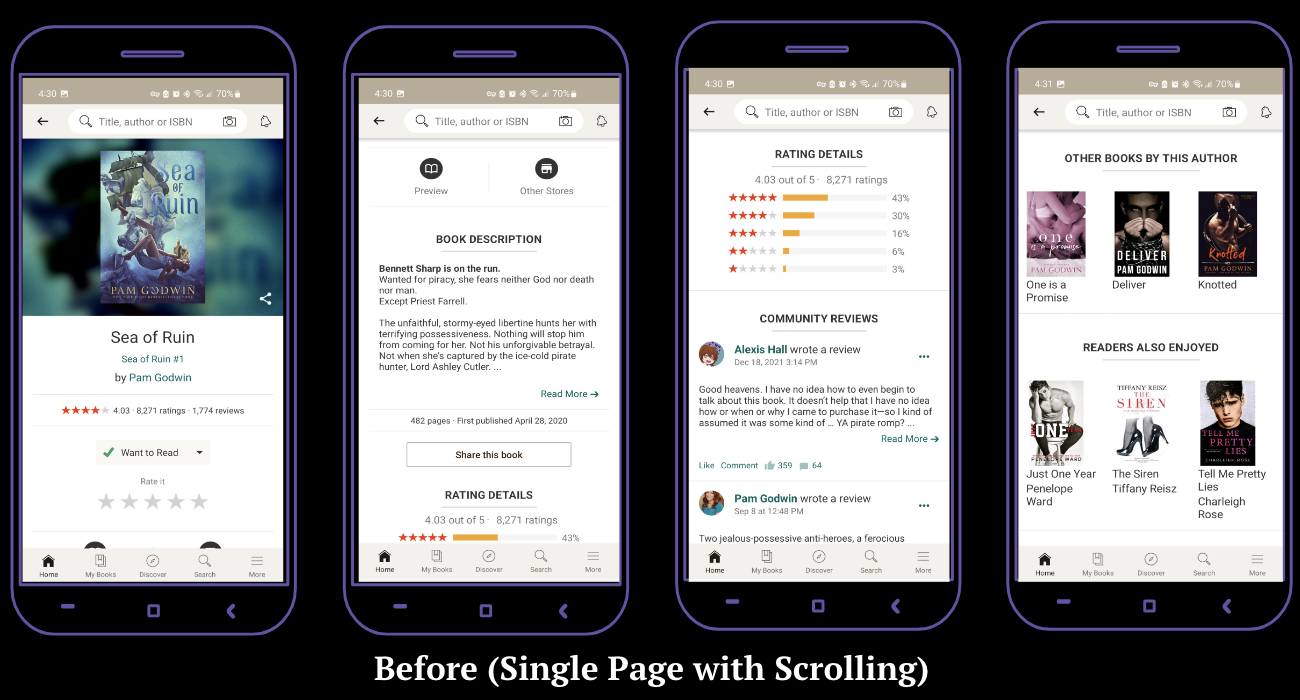 4:30
70%
Title, author or ISBN
Sea
OF
Ruin
PAM GODWIN
Sea of Ruin
Sea of Ruin #1
by Pam Godwin
4.03 · 8,271 ratings · 1,774 reviews
Want to Read
Rate it
Home
My Books
Discover
Search
More
4:30
70%
Title, author or ISBN
Preview
Other Stores
BOOK DESCRIPTION
Bennett Sharp is on the run.
Wanted for piracy, she fears neither God nor death
nor man.
Except Priest Farrell.
The unfaithful, stormy-eyed libertine hunts her with
terrifying possessiveness. Nothing will stop him
from coming for her. Not his unforgivable betrayal.
Not when she's captured by the ice-cold pirate
hunter, Lord Ashley Cutler. ...
Read More →
482 pages · First published April 28, 2020
Share this book
RATING DETAILS
4.03 out of 5 · 8,271 ratings
43%
Home
My Books
Discover
Search
More
4:30
70%
Title, author or ISBN
RATING DETAILS
4.03 out of 5 · 8,271 ratings
43%
30%
16%
6%
3%
COMMUNITY REVIEWS
Alexis Hall wrote a review
Dec 18, 2021 3:14 PM
Good heavens. I have no idea how to even begin to
talk about this book. It doesn't help that I have no idea
how or when or why I came to purchase it—so I kind of
assumed it was some kind of … YA pirate romp? ...
Read More →
Like Comment 359 64
Pam Godwin wrote a review
Sep 8 at 12:48 PM
Two jealous-possessive anti-heroes, a ferocious
Home
My Books
Discover
Search
More
4:31
70%
Title, author or ISBN
OTHER BOOKS BY THIS AUTHOR
one
is a promise
PAM GODWIN
DELIVER
PAM GODWIN
Knotted
PAM GODWIN
One is a
Promise
Deliver
Knotted
READERS ALSO ENJOYED
JUST
ONE
YEAR
PENELOPE WARD
TIFFANY REISZ
THE
SIREN
TELL ME
PRETTY
LIES
CHARLEIGH ROSE
Just One Year
Penelope
Ward
The Siren
Tiffany Reisz
Tell Me Pretty
Lies
Charleigh
Rose
Home
My Books
Discover
Search
More
Before (Single Page with Scrolling)